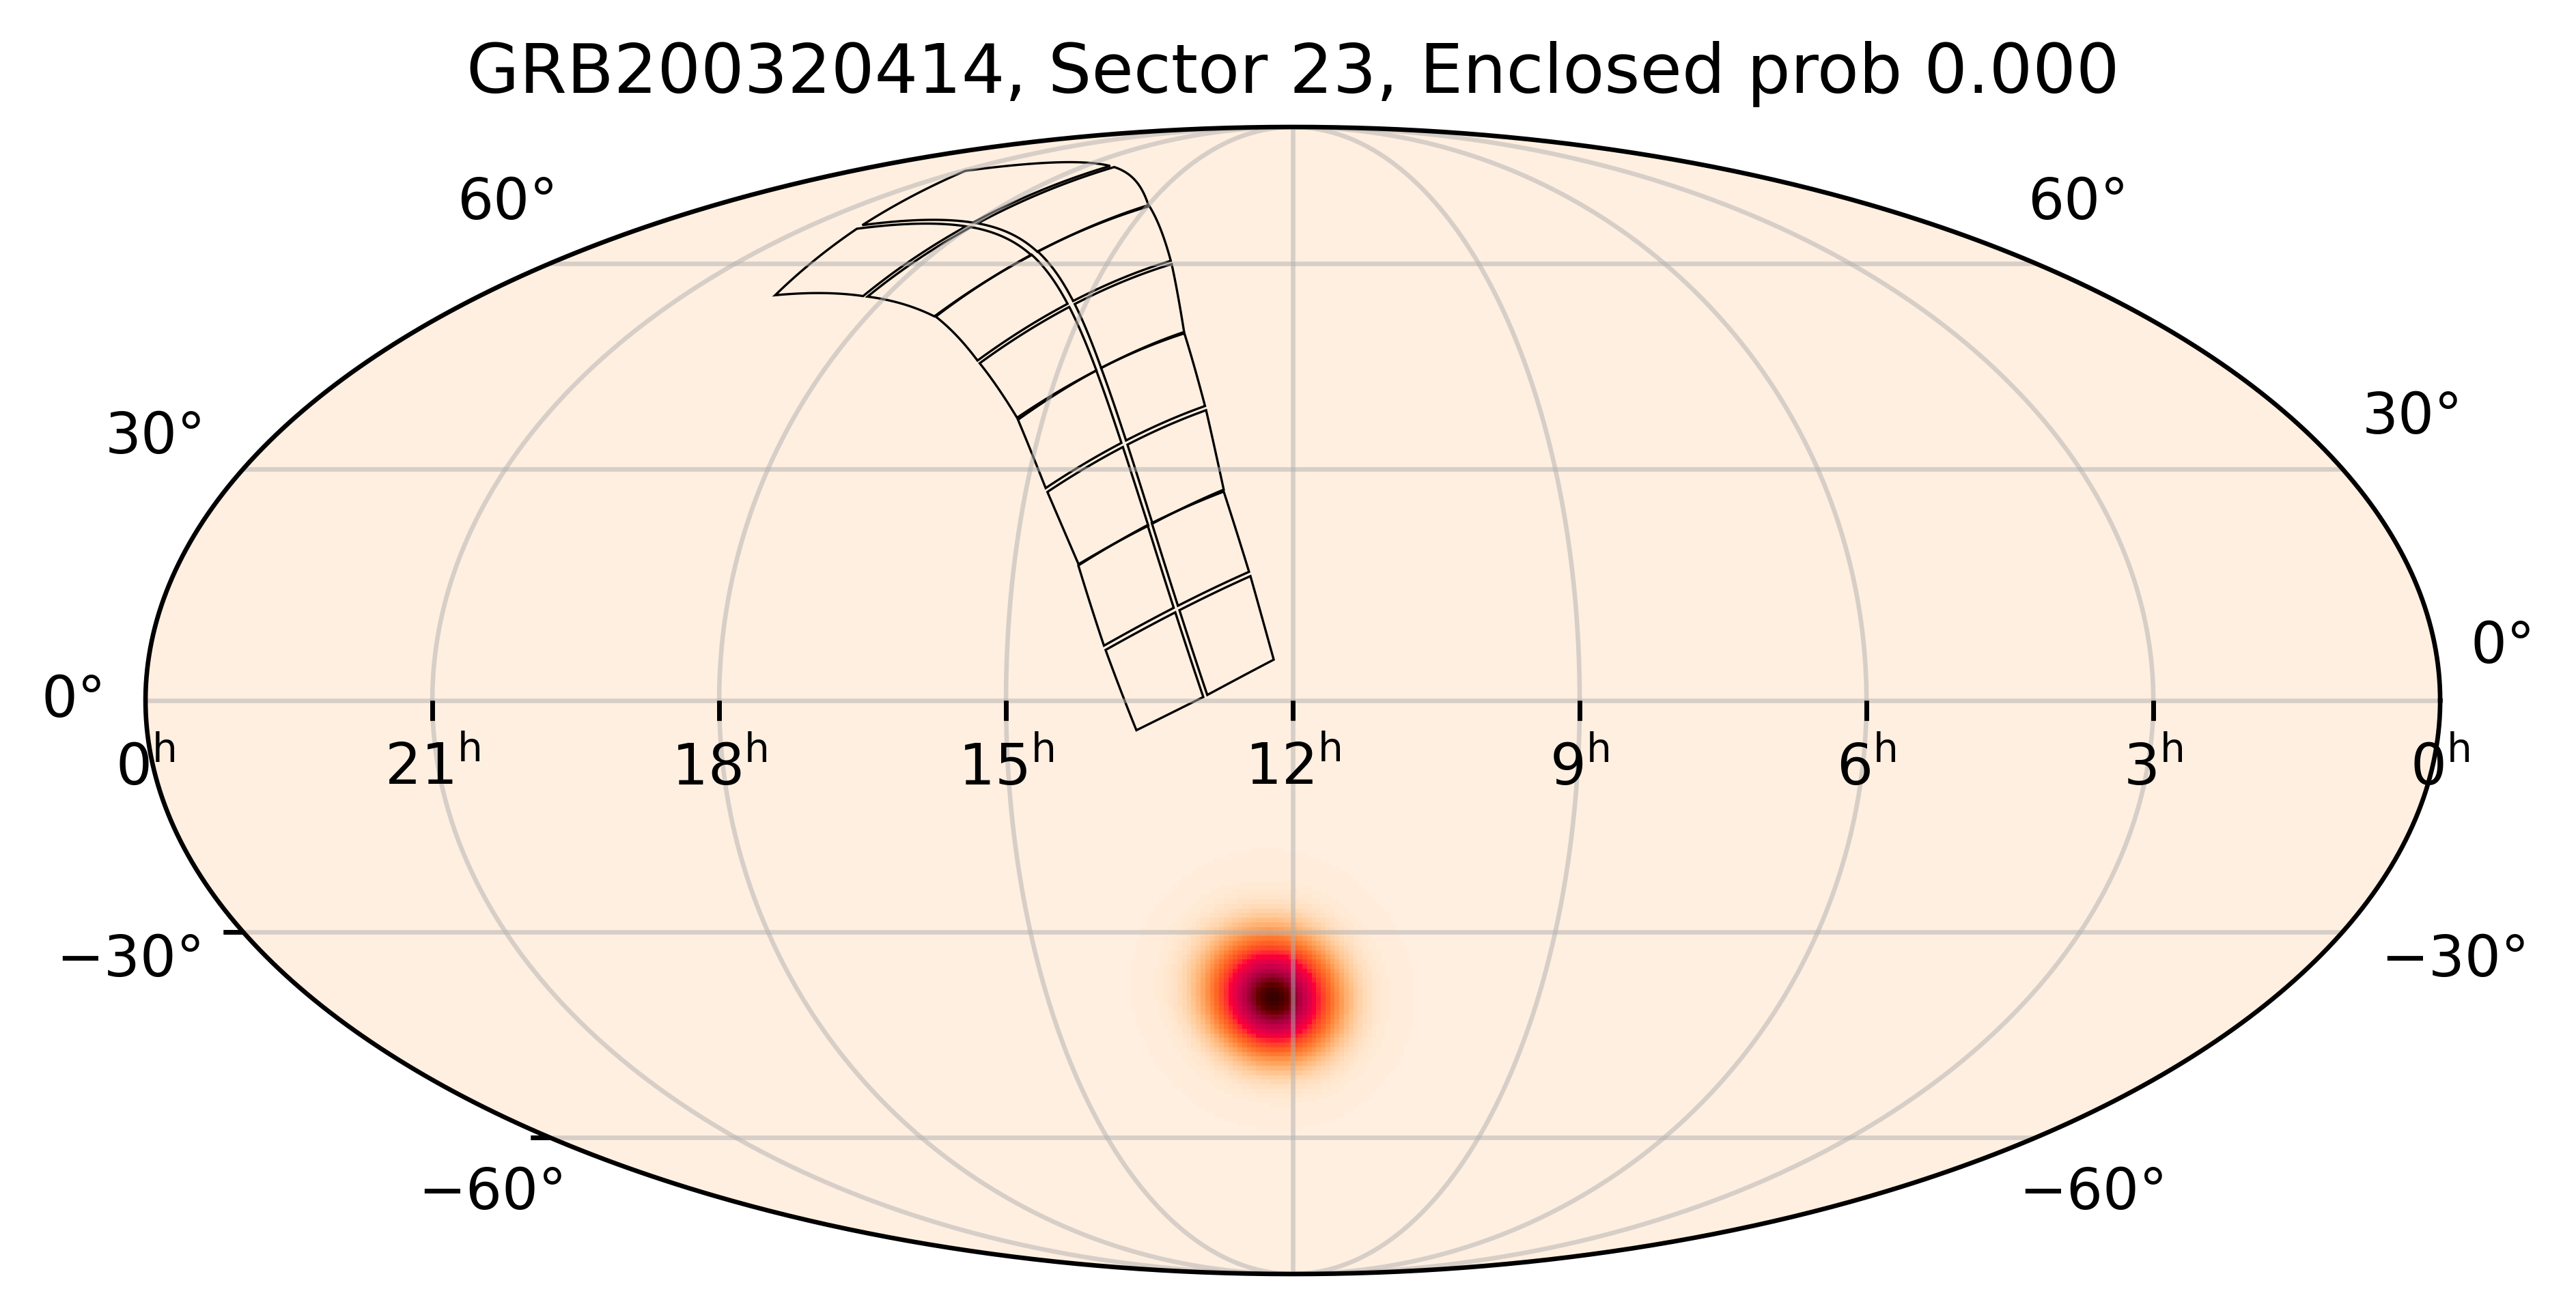 GRB200320414, Sector 23, Enclosed prob 0.000
60° 60°
30° 30°
0° 0°
0h 21h 18h 15h 12h 9h 6h 3h 0h
−30° −30°
−60° −60°